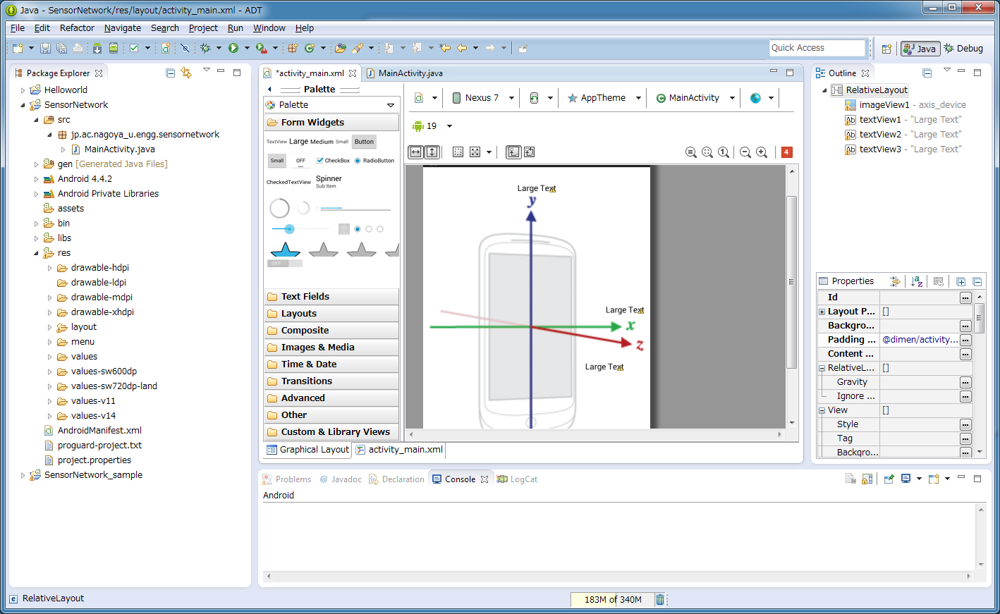 Java - SensorNetwork/res/layout/activity_main.xml - ADT
File Edit Refactor Navigate Search Project Run Window Help
Quick Access
Java
Debug
Package Explorer
Helloworld
SensorNetwork
src
jp.ac.nagoya_u.engg.sensornetwork
MainActivity.java
gen [Generated Java Files]
Android 4.4.2
Android Private Libraries
assets
bin
libs
res
drawable-hdpi
drawable-ldpi
drawable-mdpi
drawable-xhdpi
layout
menu
values
values-sw600dp
values-sw720dp-land
values-v11
values-v14
AndroidManifest.xml
proguard-project.txt
project.properties
SensorNetwork_sample
*activity_main.xml
MainActivity.java
Palette
Palette
Form Widgets
TextView Large Medium Small Button
Small OFF CheckBox RadioButton
CheckedTextView Spinner
Sub Item
OFF
Text Fields
Layouts
Composite
Images & Media
Time & Date
Transitions
Advanced
Other
Custom & Library Views
Nexus 7
AppTheme
MainActivity
19
1
4
Large Text
y
Large Text
x
z
Large Text
Graphical Layout
activity_main.xml
Outline
RelativeLayout
imageView1 - axis_device
textView1 - "Large Text"
textView2 - "Large Text"
textView3 - "Large Text"
Properties
Id
Layout P... []
Backgro...
Padding ... @dimen/activity...
Content ...
RelativeL... []
Gravity
Ignore ...
View []
Style
Tag
Backgro...
Problems @ Javadoc Declaration Console LogCat
Android
RelativeLayout
183M of 340M